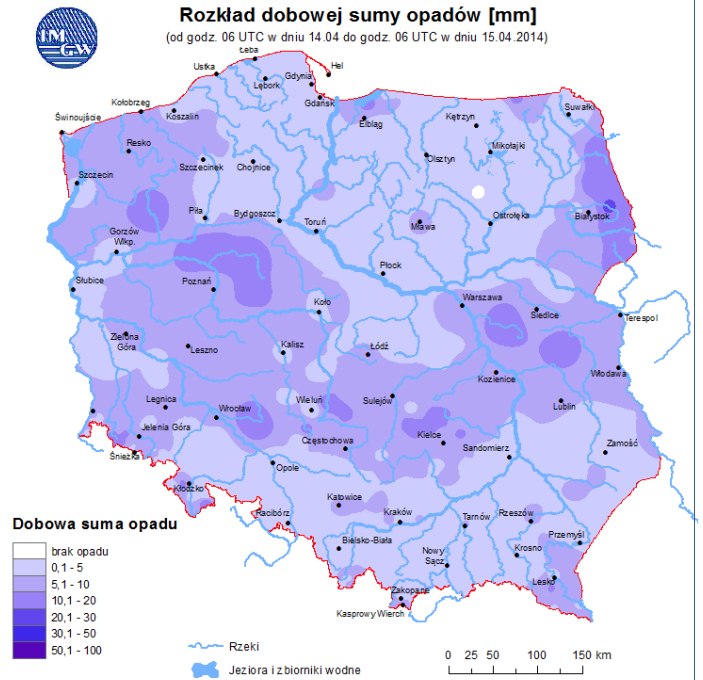 Rozkład dobowej sumy opadów [mm]
(od godz. 06 UTC w dniu 14.04 do godz. 06 UTC w dniu 15.04.2014)
IM
GW
Łeba
Hel
Ustka
Gdynia
Lębork
Gdańsk
Kołobrzeg
Koszalin
Suwałki
Świnoujście
Elbląg
Kętrzyn
Resko
Mikołajki
Szczecinek
Chojnice
Olsztyn
Szczecin
Piła
Bydgoszcz
Toruń
Mława
Ostrołęka
Białystok
Gorzów
Wlkp.
Płock
Słubice
Poznań
Koło
Warszawa
Siedlce
Terespol
Zielona
Góra
Leszno
Kalisz
Łódź
Kozienice
Włodawa
Legnica
Wrocław
Wieluń
Sulejów
Lublin
Jelenia Góra
Częstochowa
Kielce
Zamość
Śnieżka
Sandomierz
Opole
Kłodzko
Katowice
Racibórz
Kraków
Tarnów
Rzeszów
Przemyśl
Bielsko-Biała
Nowy
Sącz
Krosno
Lesko
Zakopane
Kasprowy Wierch
Dobowa suma opadu
brak opadu
0,1 - 5
5,1 - 10
10,1 - 20
20,1 - 30
30,1 - 50
50,1 - 100
Rzeki
Jeziora i zbiorniki wodne
0 25 50 100 150 km